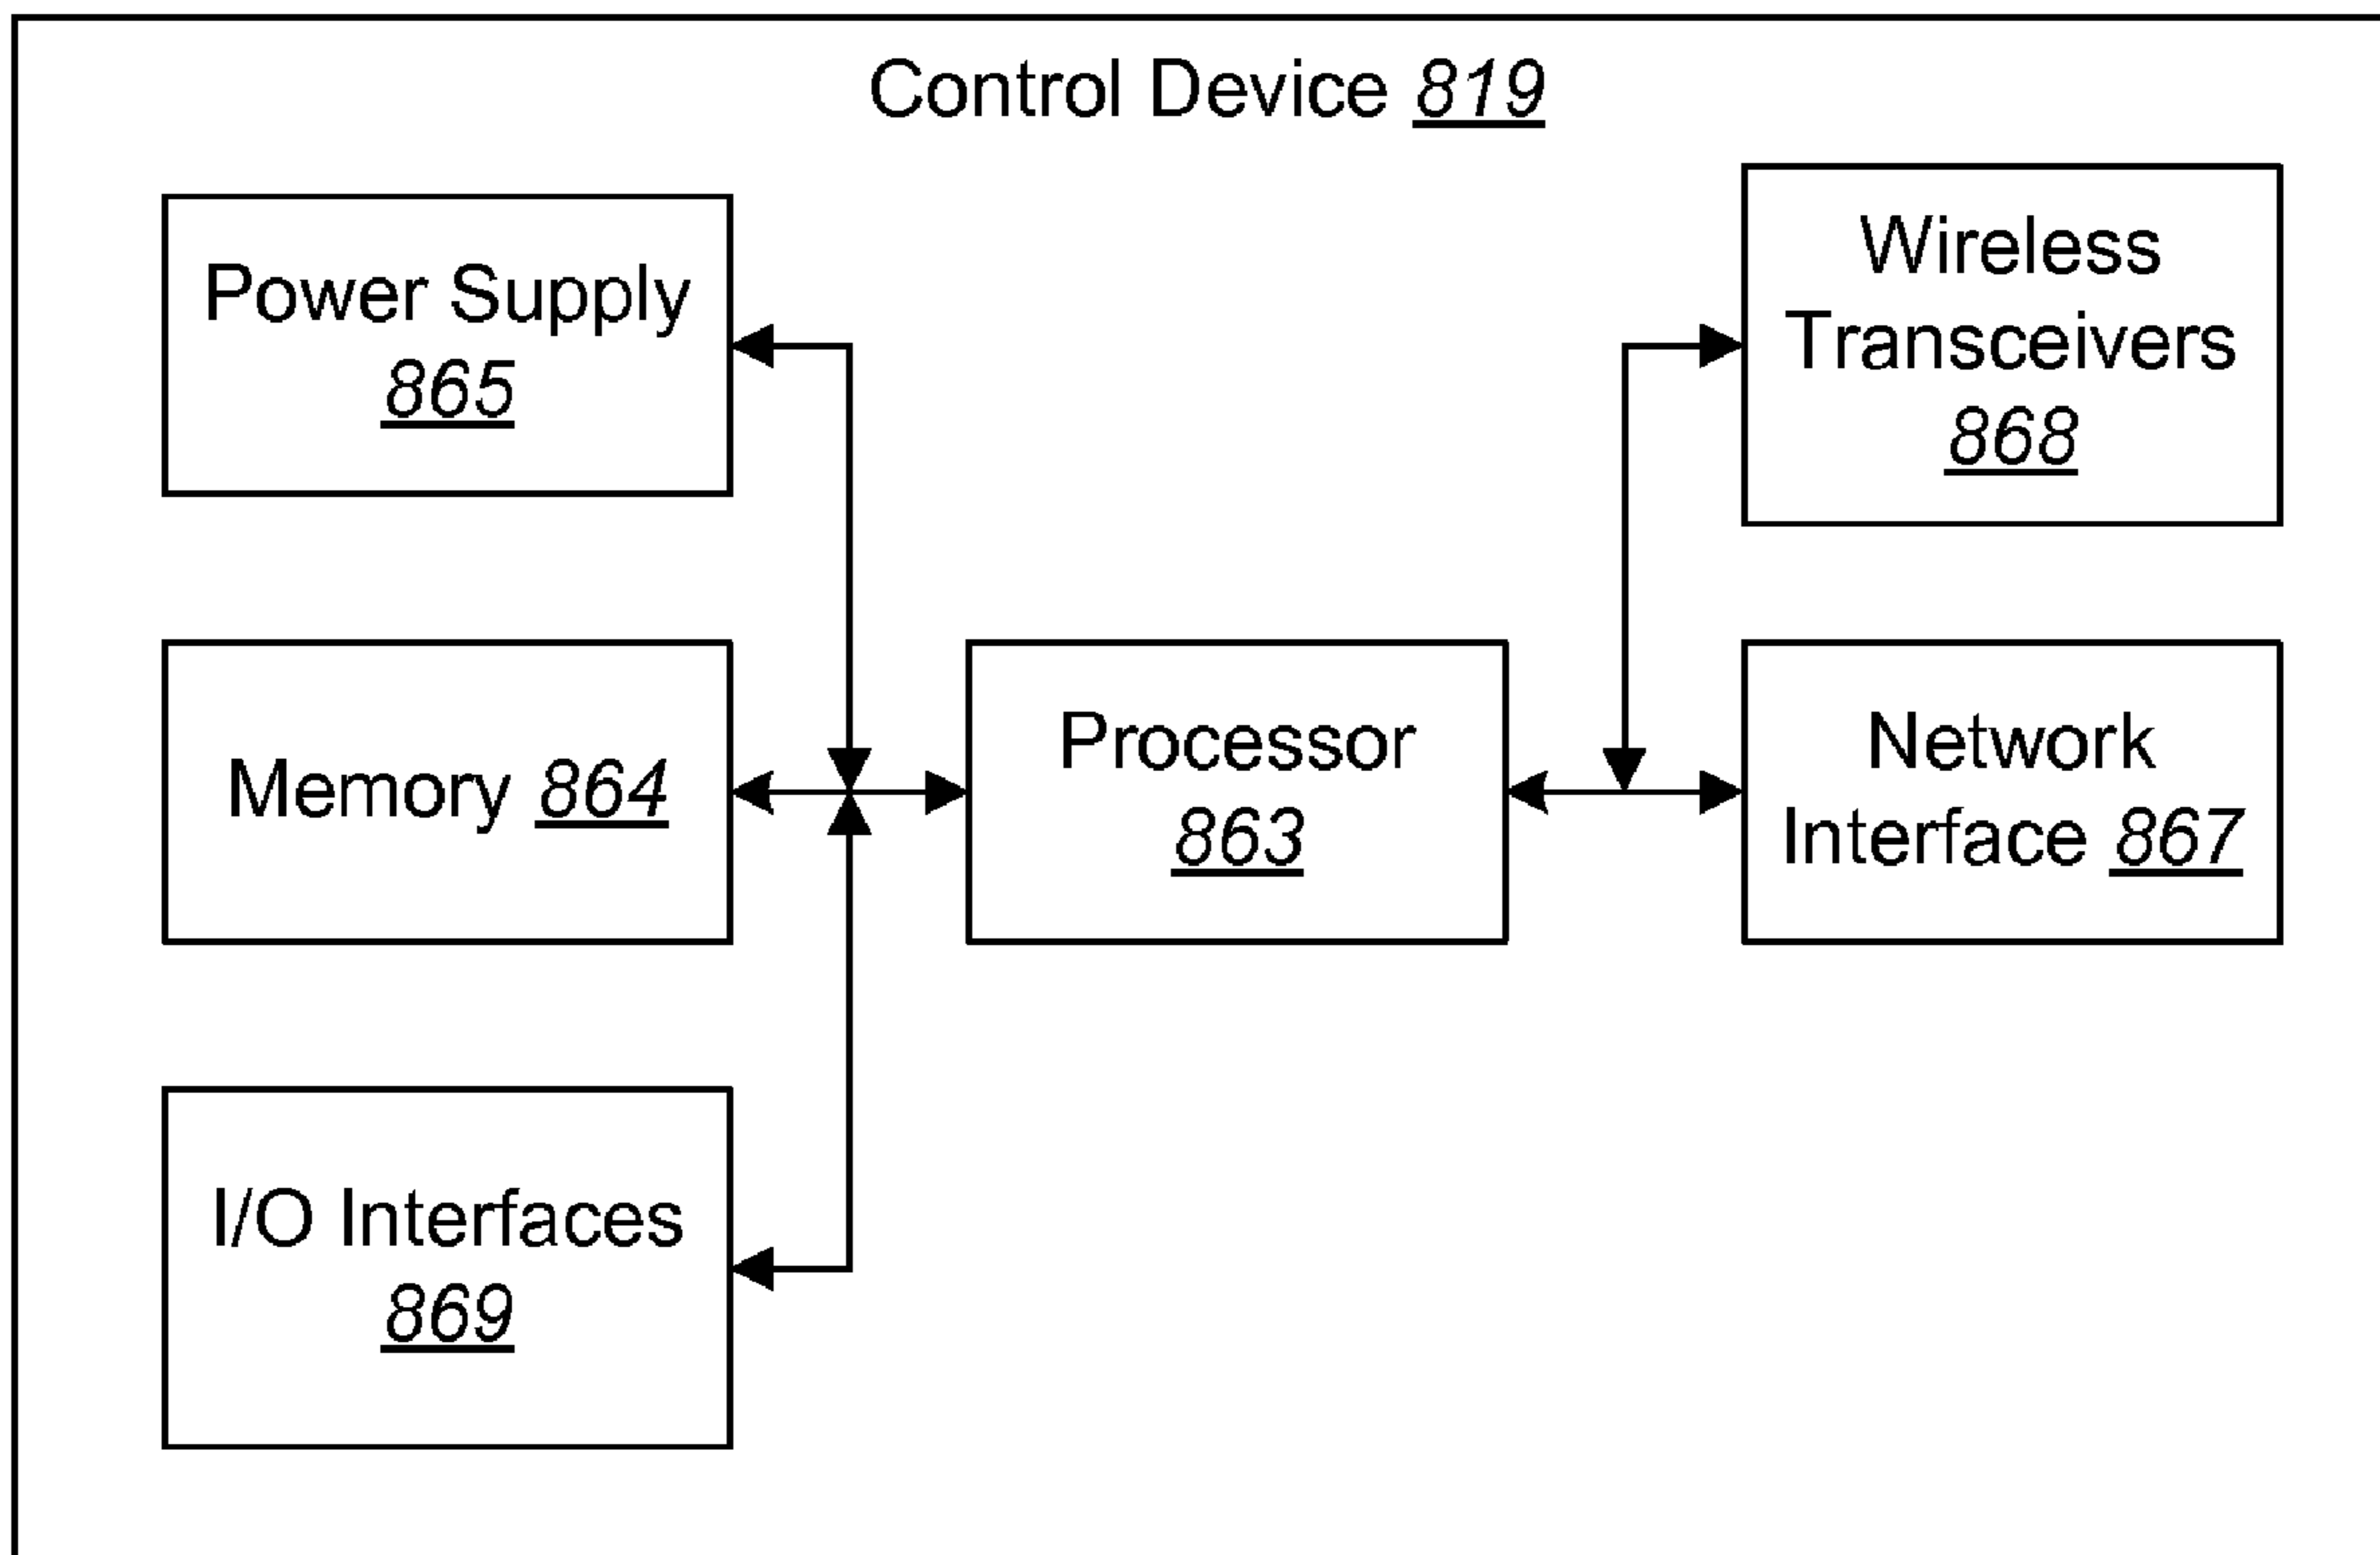 Control Device 819
Power Supply
865
Wireless
Transceivers
868
Memory 864
Processor
863
Network
Interface 867
I/O Interfaces
869